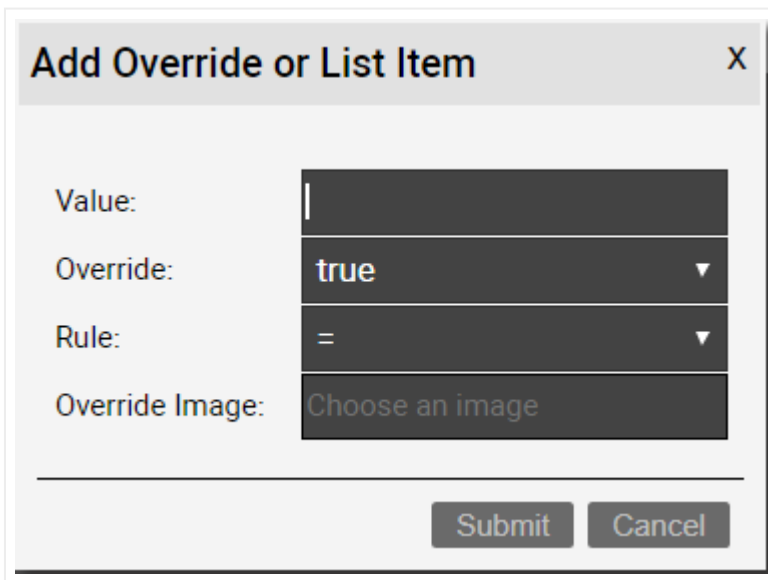 Add Override or List Item X
Value:
Override: true ▼
Rule: = ▼
Override Image: Choose an image
Submit Cancel